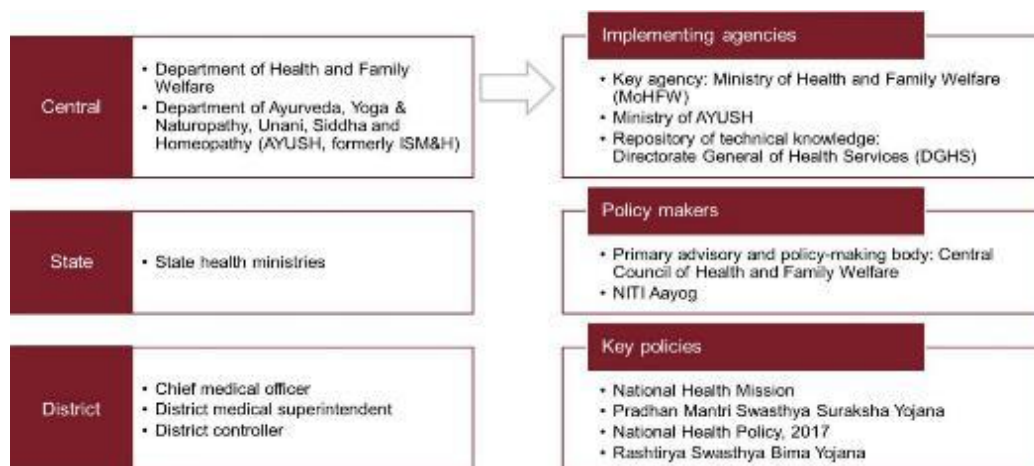 Central
• Department of Health and Family
Welfare
• Department of Ayurveda, Yoga &
Naturopathy, Unani, Siddha and
Homeopathy (AYUSH, formerly ISM&H)
Implementing agencies
• Key agency: Ministry of Health and Family Welfare
(MoHFW)
• Ministry of AYUSH
• Repository of technical knowledge:
Directorate General of Health Services (DGHS)
State
• State health ministries
Policy makers
• Primary advisory and policy-making body: Central
Council of Health and Family Welfare
• NITI Aayog
District
• Chief medical officer
• District medical superintendent
• District controller
Key policies
• National Health Mission
• Pradhan Mantri Swasthya Suraksha Yojana
• National Health Policy, 2017
• Rashtirya Swasthya Bima Yojana